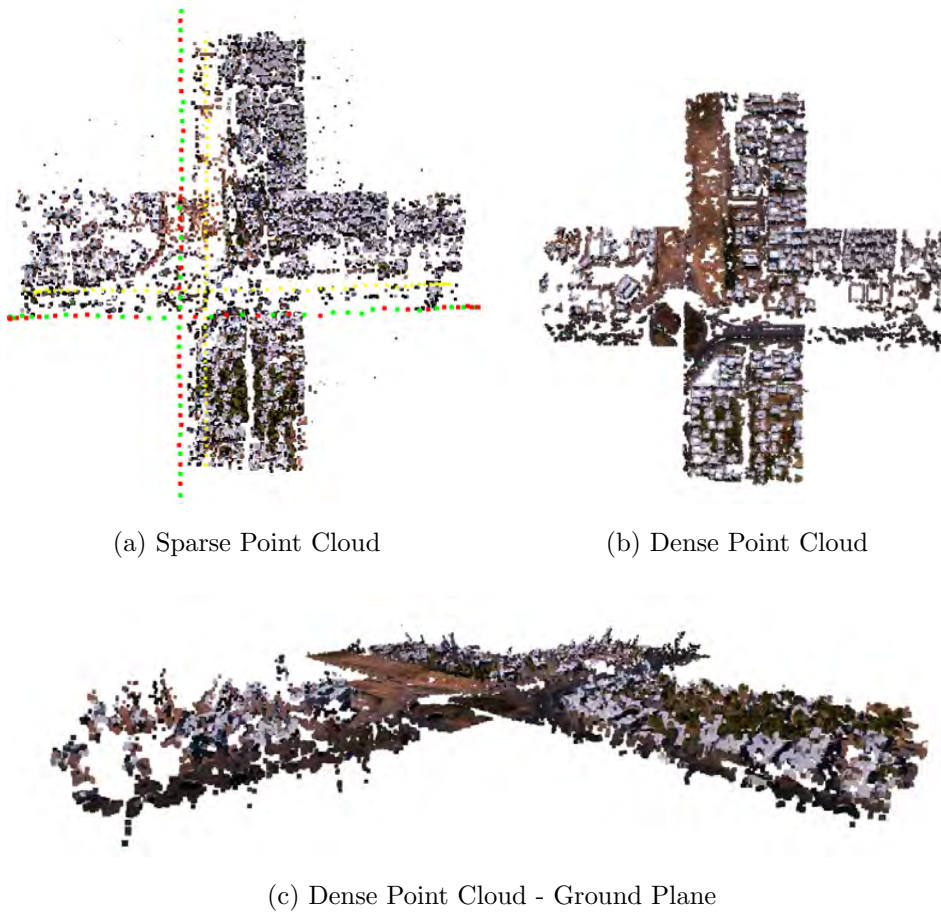 (a) Sparse Point Cloud
(b) Dense Point Cloud
(c) Dense Point Cloud - Ground Plane